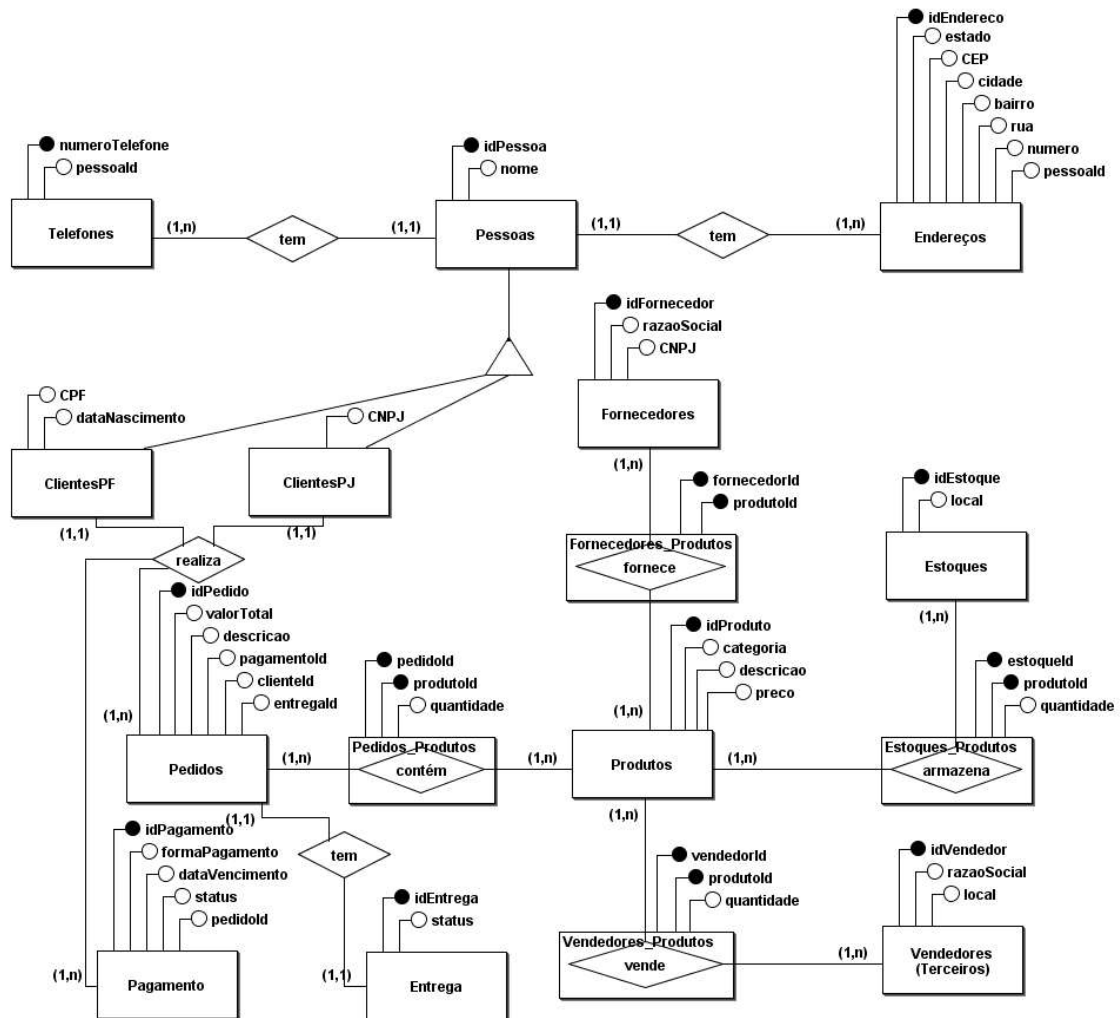 idEndereco
estado
CEP
cidade
bairro
rua
numero
pessoaId
numeroTelefone
pessoaId
idPessoa
nome
Telefones
(1,n)
tem
(1,1)
Pessoas
(1,1)
tem
(1,n)
Endereços
idFornecedor
razaoSocial
CNPJ
Fornecedores
(1,n)
CPF
dataNascimento
CNPJ
ClientesPF
ClientesPJ
(1,1)
(1,1)
realiza
fornecedorId
produtoId
Fornecedores_Produtos
fornece
idEstoque
local
Estoques
(1,n)
idPedido
valorTotal
descricao
pagamentoId
clienteId
entregaId
(1,n)
Pedidos
(1,n)
pedidoId
produtoId
quantidade
Pedidos_Produtos
contém
(1,n)
idProduto
categoria
descricao
preco
(1,n)
Produtos
(1,n)
(1,n)
estoqueId
produtoId
quantidade
Estoques_Produtos
armazena
(1,1)
tem
idPagamento
formaPagamento
dataVencimento
status
pedidoId
(1,n)
Pagamento
idEntrega
status
(1,1)
Entrega
vendedorId
produtoId
quantidade
Vendedores_Produtos
vende
(1,n)
idVendedor
razaoSocial
local
Vendedores
(Terceiros)